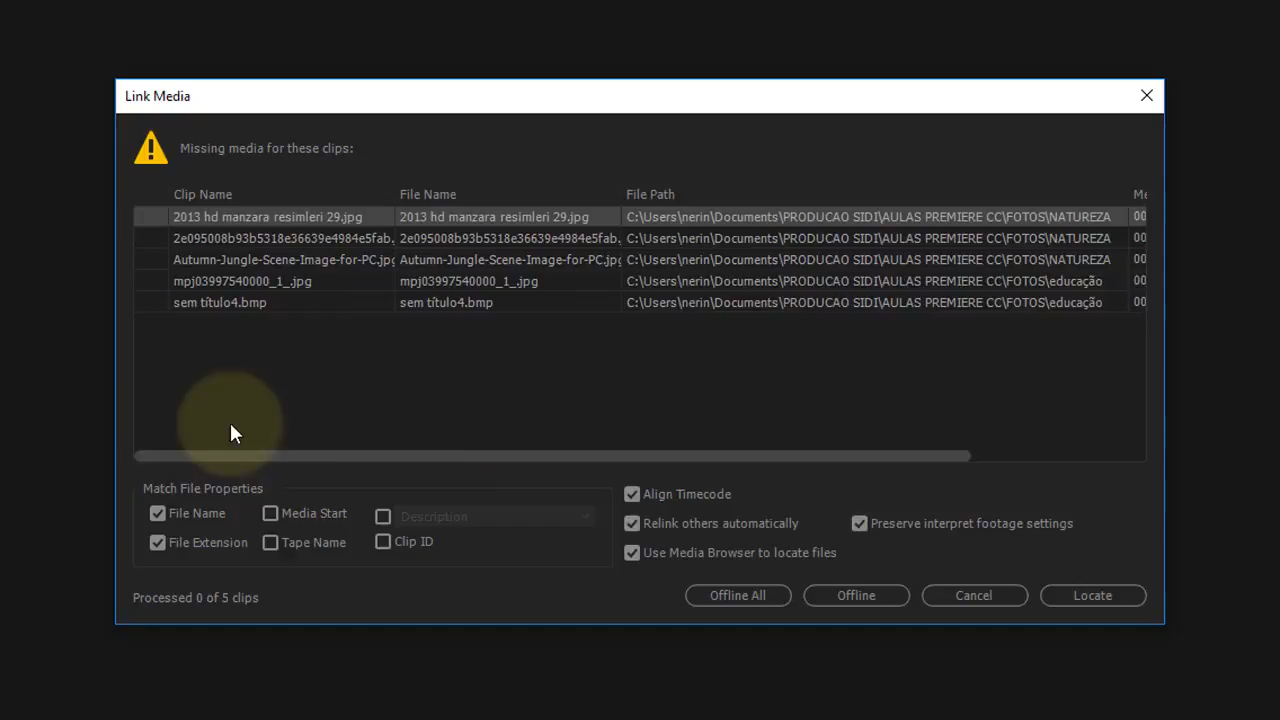 Link Media
Missing media for these clips:
Clip Name File Name File Path Me
2013 hd manzara resimleri 29.jpg 2013 hd manzara resimleri 29.jpg C:\Users\nerin\Documents\PRODUCAO SIDI\AULAS PREMIERE CC\FOTOS\NATUREZA 00
2e095008b93b5318e36639e4984e5fab. 2e095008b93b5318e36639e4984e5fab. C:\Users\nerin\Documents\PRODUCAO SIDI\AULAS PREMIERE CC\FOTOS\NATUREZA 00
Autumn-Jungle-Scene-Image-for-PC.jpg Autumn-Jungle-Scene-Image-for-PC.jpg C:\Users\nerin\Documents\PRODUCAO SIDI\AULAS PREMIERE CC\FOTOS\NATUREZA 00
mpj03997540000_1_.jpg mpj03997540000_1_.jpg C:\Users\nerin\Documents\PRODUCAO SIDI\AULAS PREMIERE CC\FOTOS\educação 00
sem título4.bmp sem título4.bmp C:\Users\nerin\Documents\PRODUCAO SIDI\AULAS PREMIERE CC\FOTOS\educação 00
Match File Properties
File Name Media Start Description
File Extension Tape Name Clip ID
Align Timecode
Relink others automatically Preserve interpret footage settings
Use Media Browser to locate files
Processed 0 of 5 clips
Offline All Offline Cancel Locate